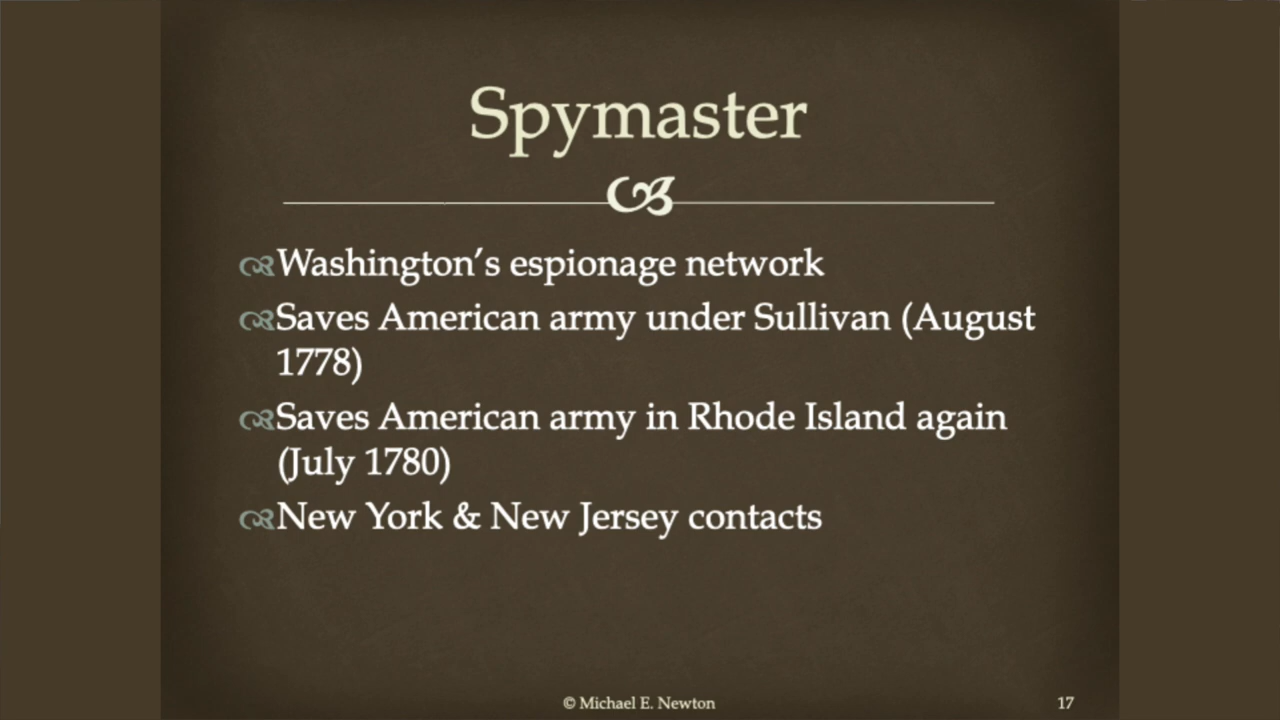 Spymaster
Washington's espionage network
Saves American army under Sullivan (August
1778)
Saves American army in Rhode Island again
(July 1780)
New York & New Jersey contacts
© Michael E. Newton
17